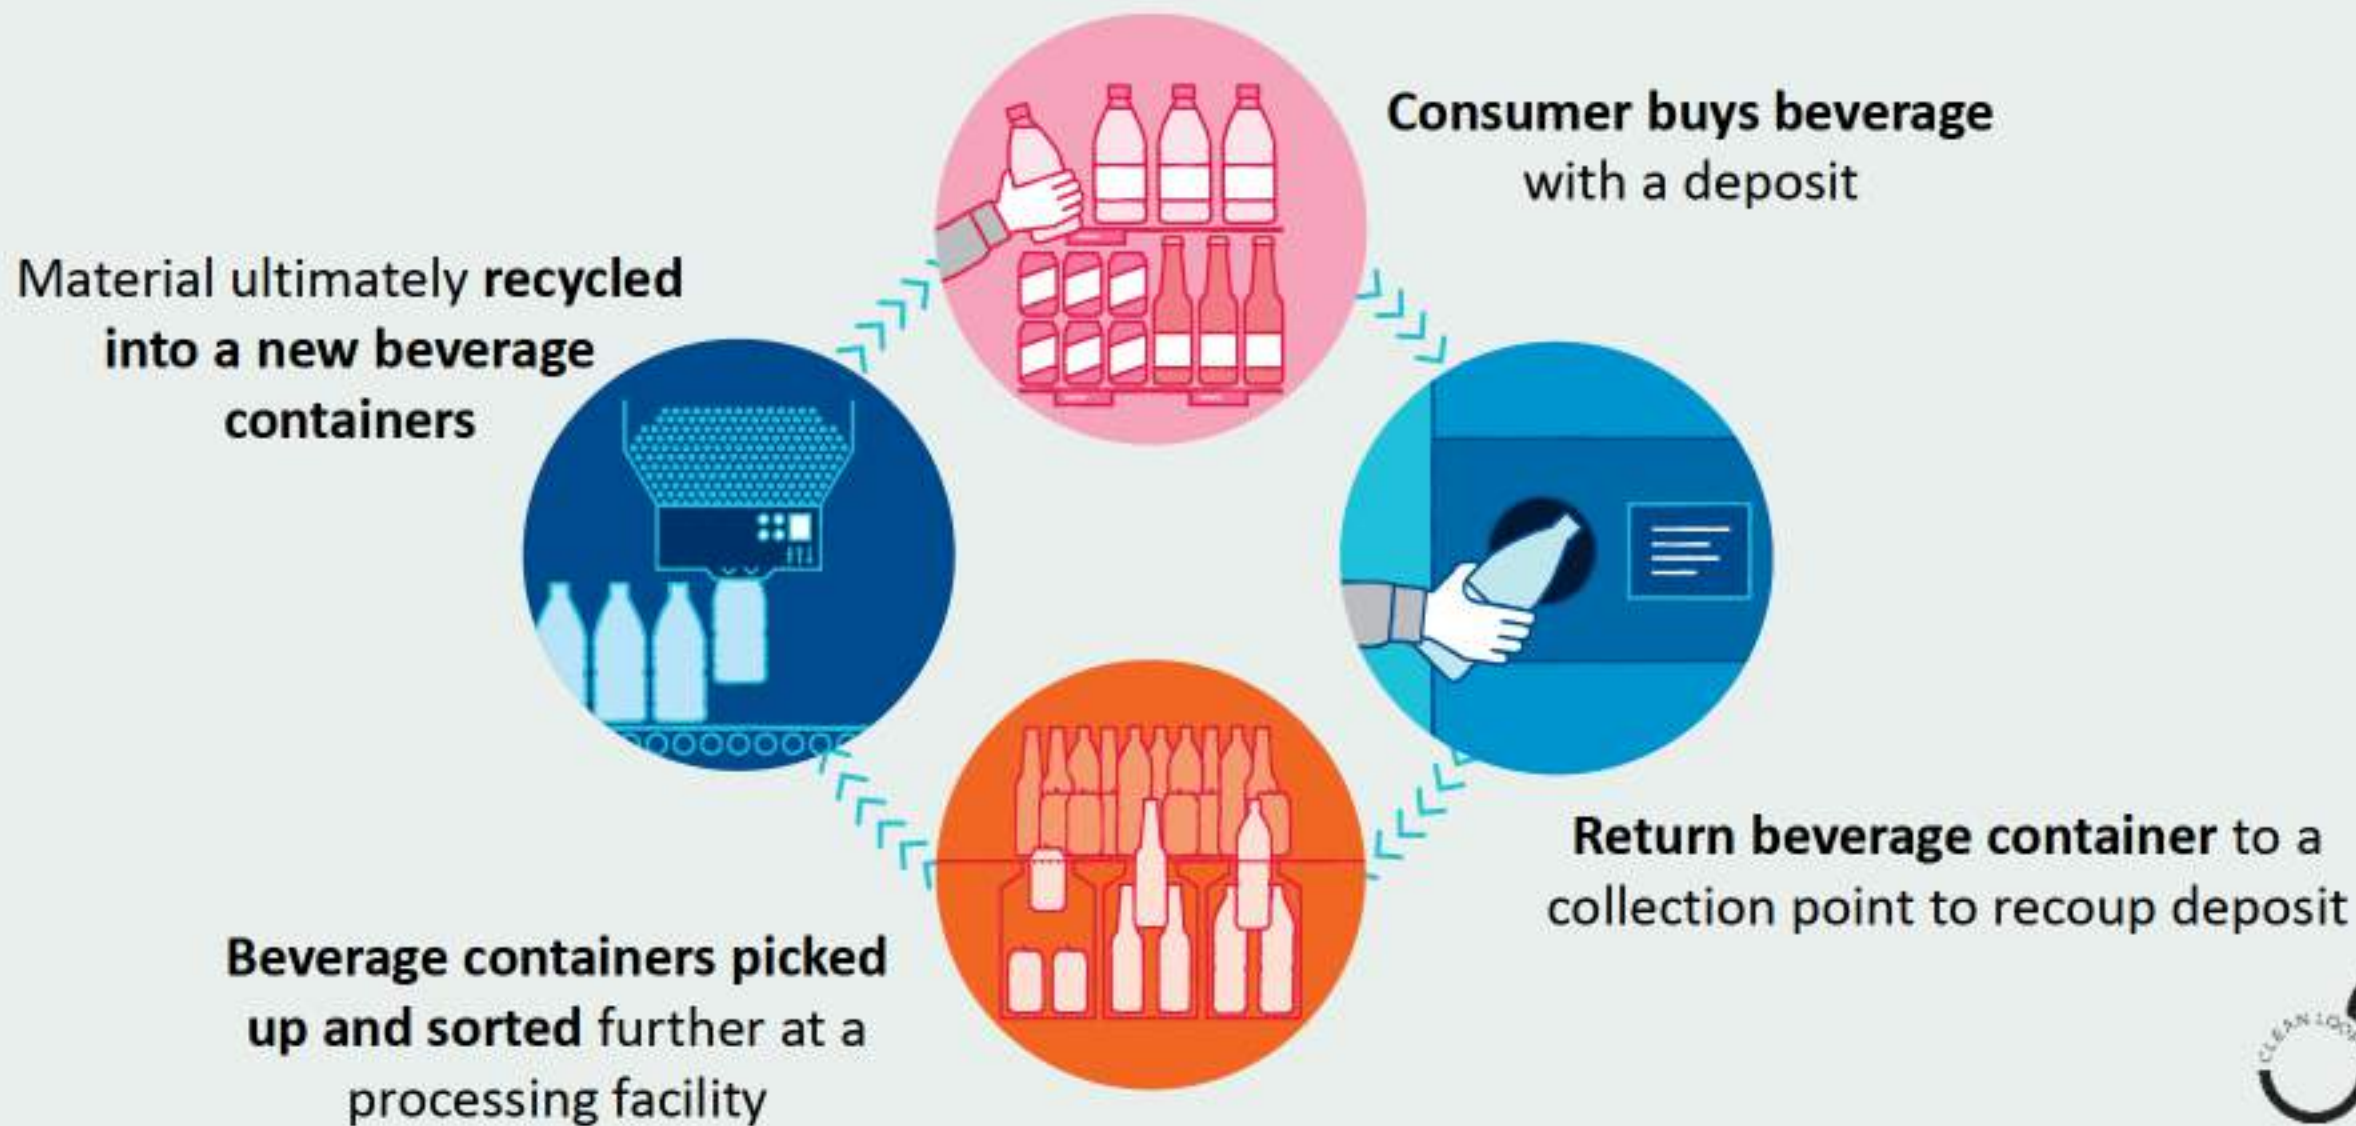 Consumer buys beverage
with a deposit
Return beverage container to a
collection point to recoup deposit
Beverage containers picked
up and sorted further at a
processing facility
Material ultimately recycled
into a new beverage
containers
CLEAN